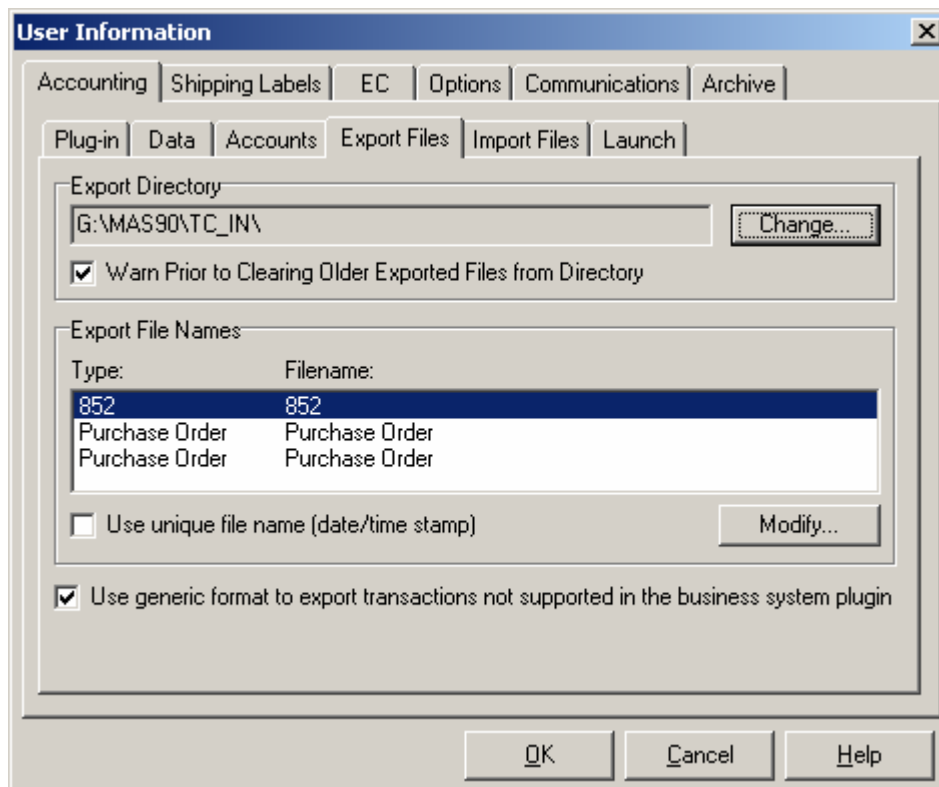 User Information
Accounting Shipping Labels EC Options Communications Archive
Plug-in Data Accounts Export Files Import Files Launch
Export Directory
G:\MAS90\TC_IN\ Change...
Warn Prior to Clearing Older Exported Files from Directory
Export File Names
Type: Filename:
852 852
Purchase Order Purchase Order
Purchase Order Purchase Order
Use unique file name (date/time stamp) Modify...
Use generic format to export transactions not supported in the business system plugin
OK Cancel Help